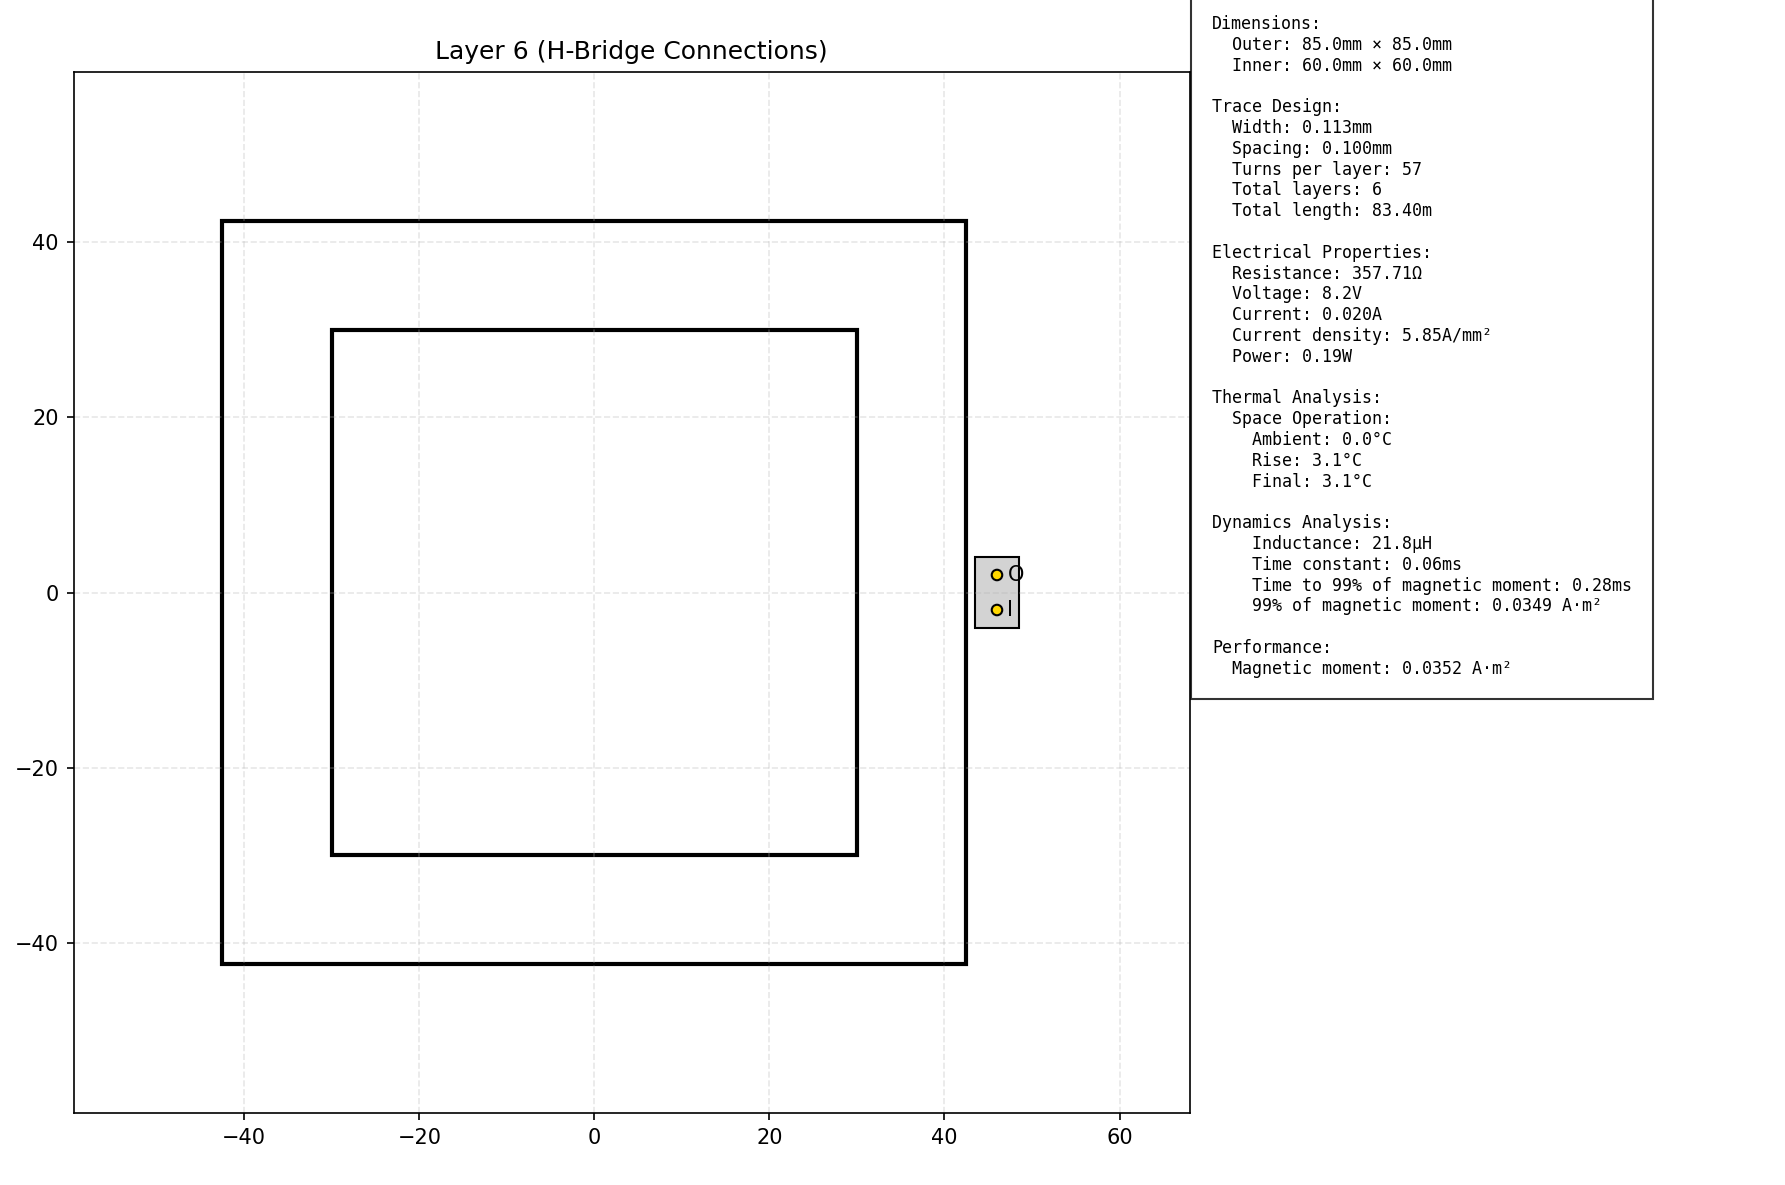 Layer 6 (H-Bridge Connections)
40
20
0
−20
−40
−40
−20
0
20
40
60
O
I
Dimensions:
Outer: 85.0mm × 85.0mm
Inner: 60.0mm × 60.0mm
Trace Design:
Width: 0.113mm
Spacing: 0.100mm
Turns per layer: 57
Total layers: 6
Total length: 83.40m
Electrical Properties:
Resistance: 357.71Ω
Voltage: 8.2V
Current: 0.020A
Current density: 5.85A/mm²
Power: 0.19W
Thermal Analysis:
Space Operation:
Ambient: 0.0°C
Rise: 3.1°C
Final: 3.1°C
Dynamics Analysis:
Inductance: 21.8μH
Time constant: 0.06ms
Time to 99% of magnetic moment: 0.28ms
99% of magnetic moment: 0.0349 A·m²
Performance:
Magnetic moment: 0.0352 A·m²